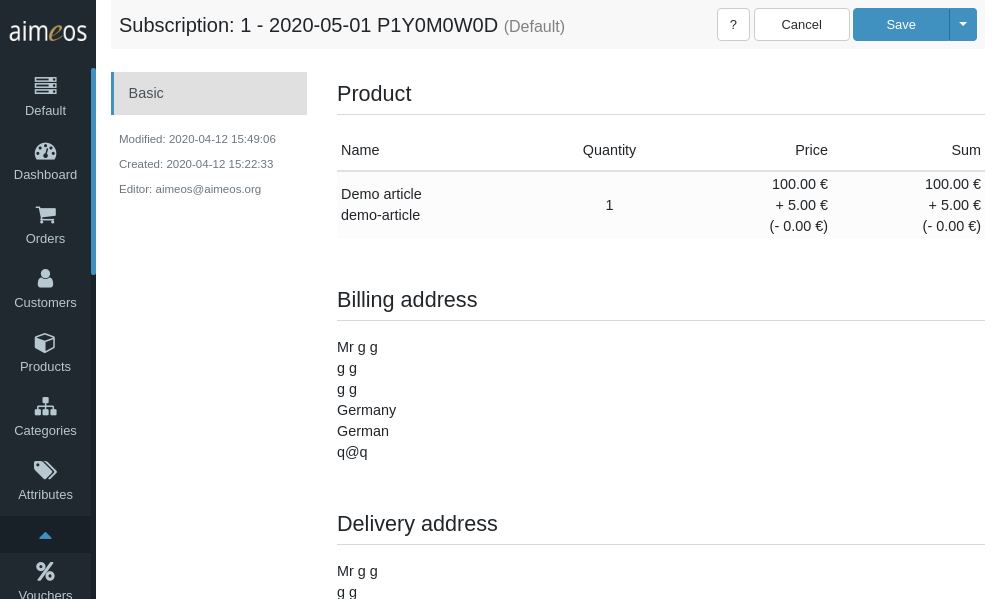 aimeos
Default
Dashboard
Orders
Customers
Products
Categories
Attributes
Vouchers
Subscription: 1 - 2020-05-01 P1Y0M0W0D (Default)
?
Cancel
Save
Basic
Modified: 2020-04-12 15:49:06
Created: 2020-04-12 15:22:33
Editor: aimeos@aimeos.org
Product
Name Quantity Price Sum
Demo article
demo-article
1
100.00 €
+ 5.00 €
(- 0.00 €)
100.00 €
+ 5.00 €
(- 0.00 €)
Billing address
Mr g g
g g
g g
Germany
German
q@q
Delivery address
Mr g g
g g